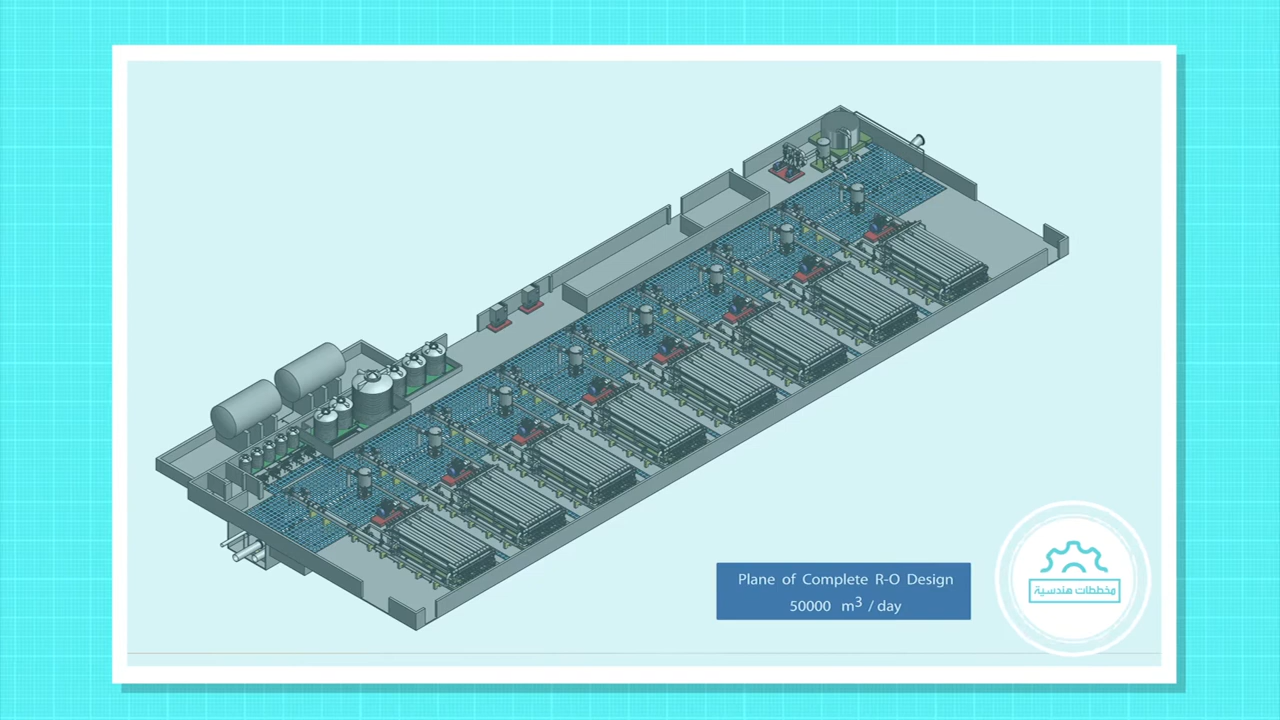 Plane of Complete R-O Design
50000 m³ / day
مخططات هندسية